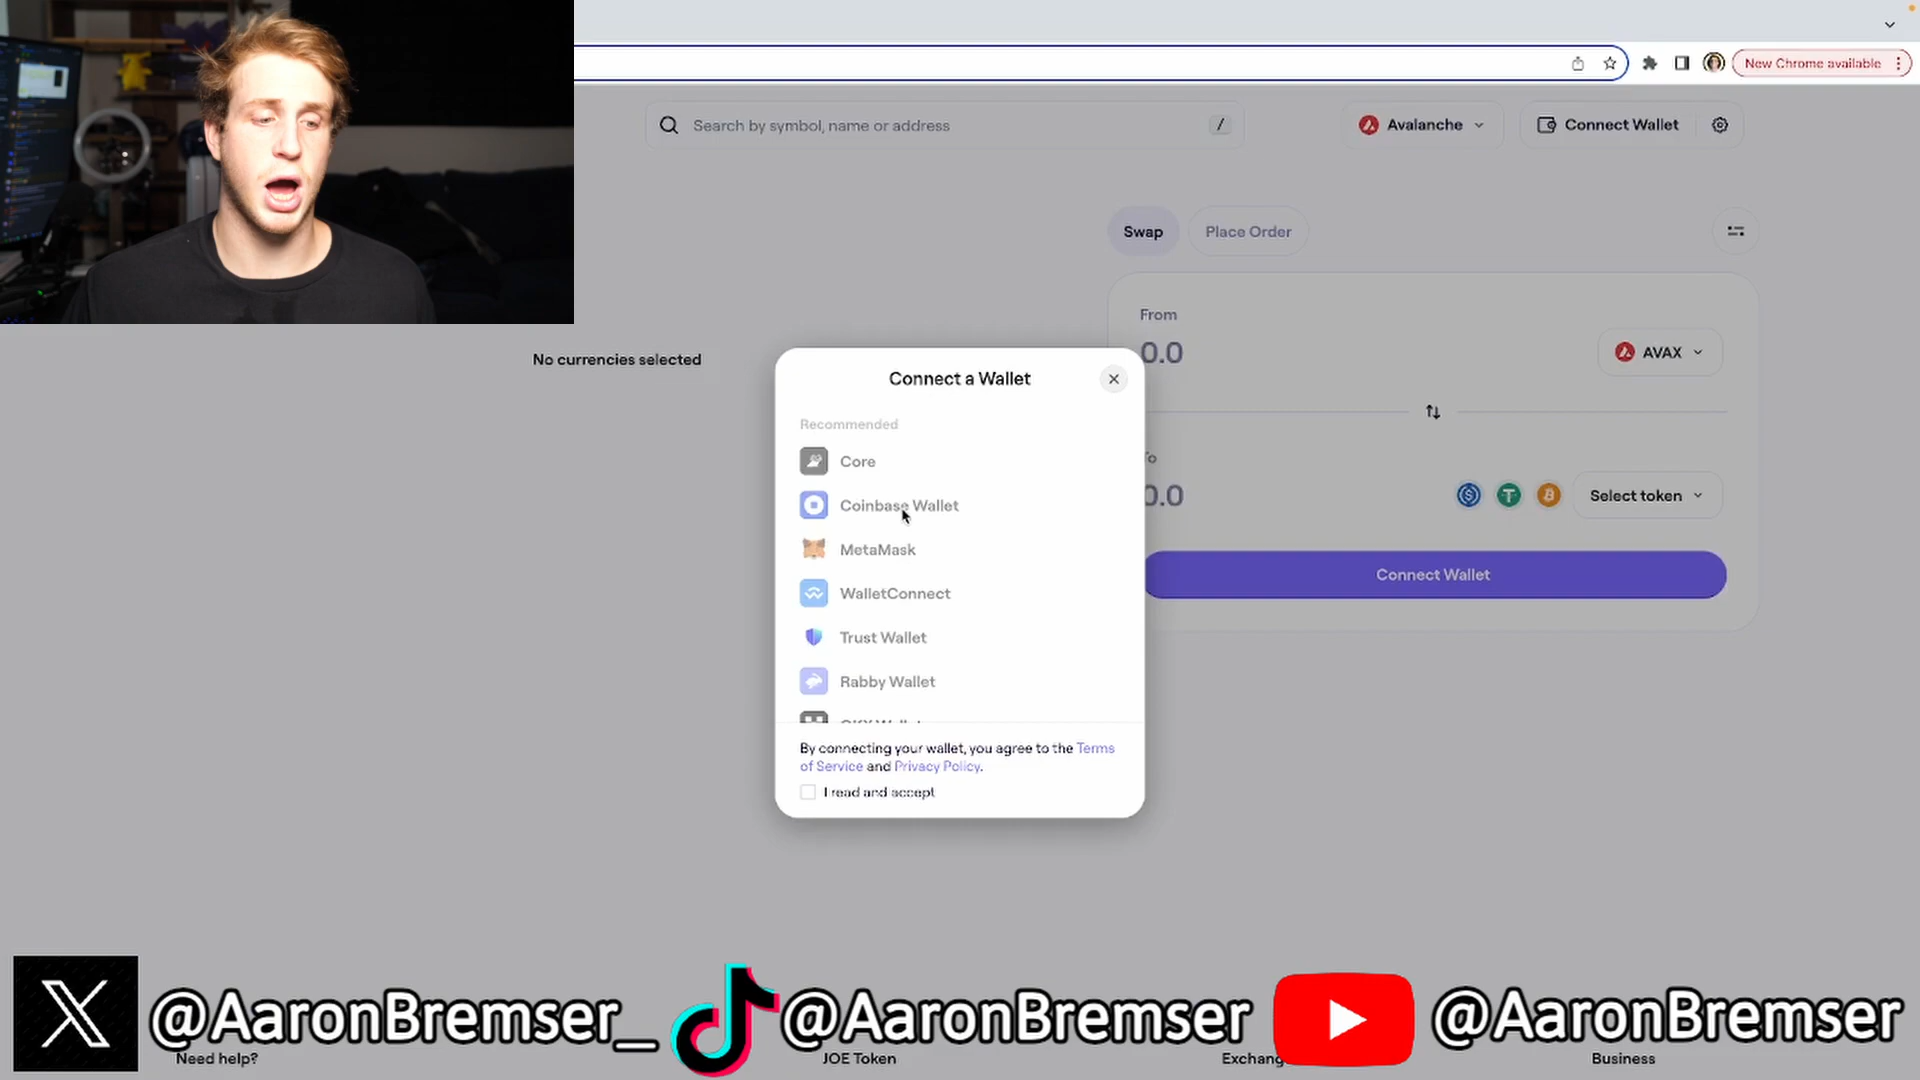 New Chrome available
Search by symbol, name or address
/
Avalanche
Connect Wallet
Swap
Place Order
From
0.0
AVAX
No currencies selected
Connect a Wallet
Recommended
Core
Coinbase Wallet
MetaMask
WalletConnect
Trust Wallet
Rabby Wallet
To
0.0
Select token
Connect Wallet
By connecting your wallet, you agree to the Terms
of Service and Privacy Policy.
I read and accept
@AaronBremser_
@AaronBremser
@AaronBremser
Need help?
JOE Token
Business